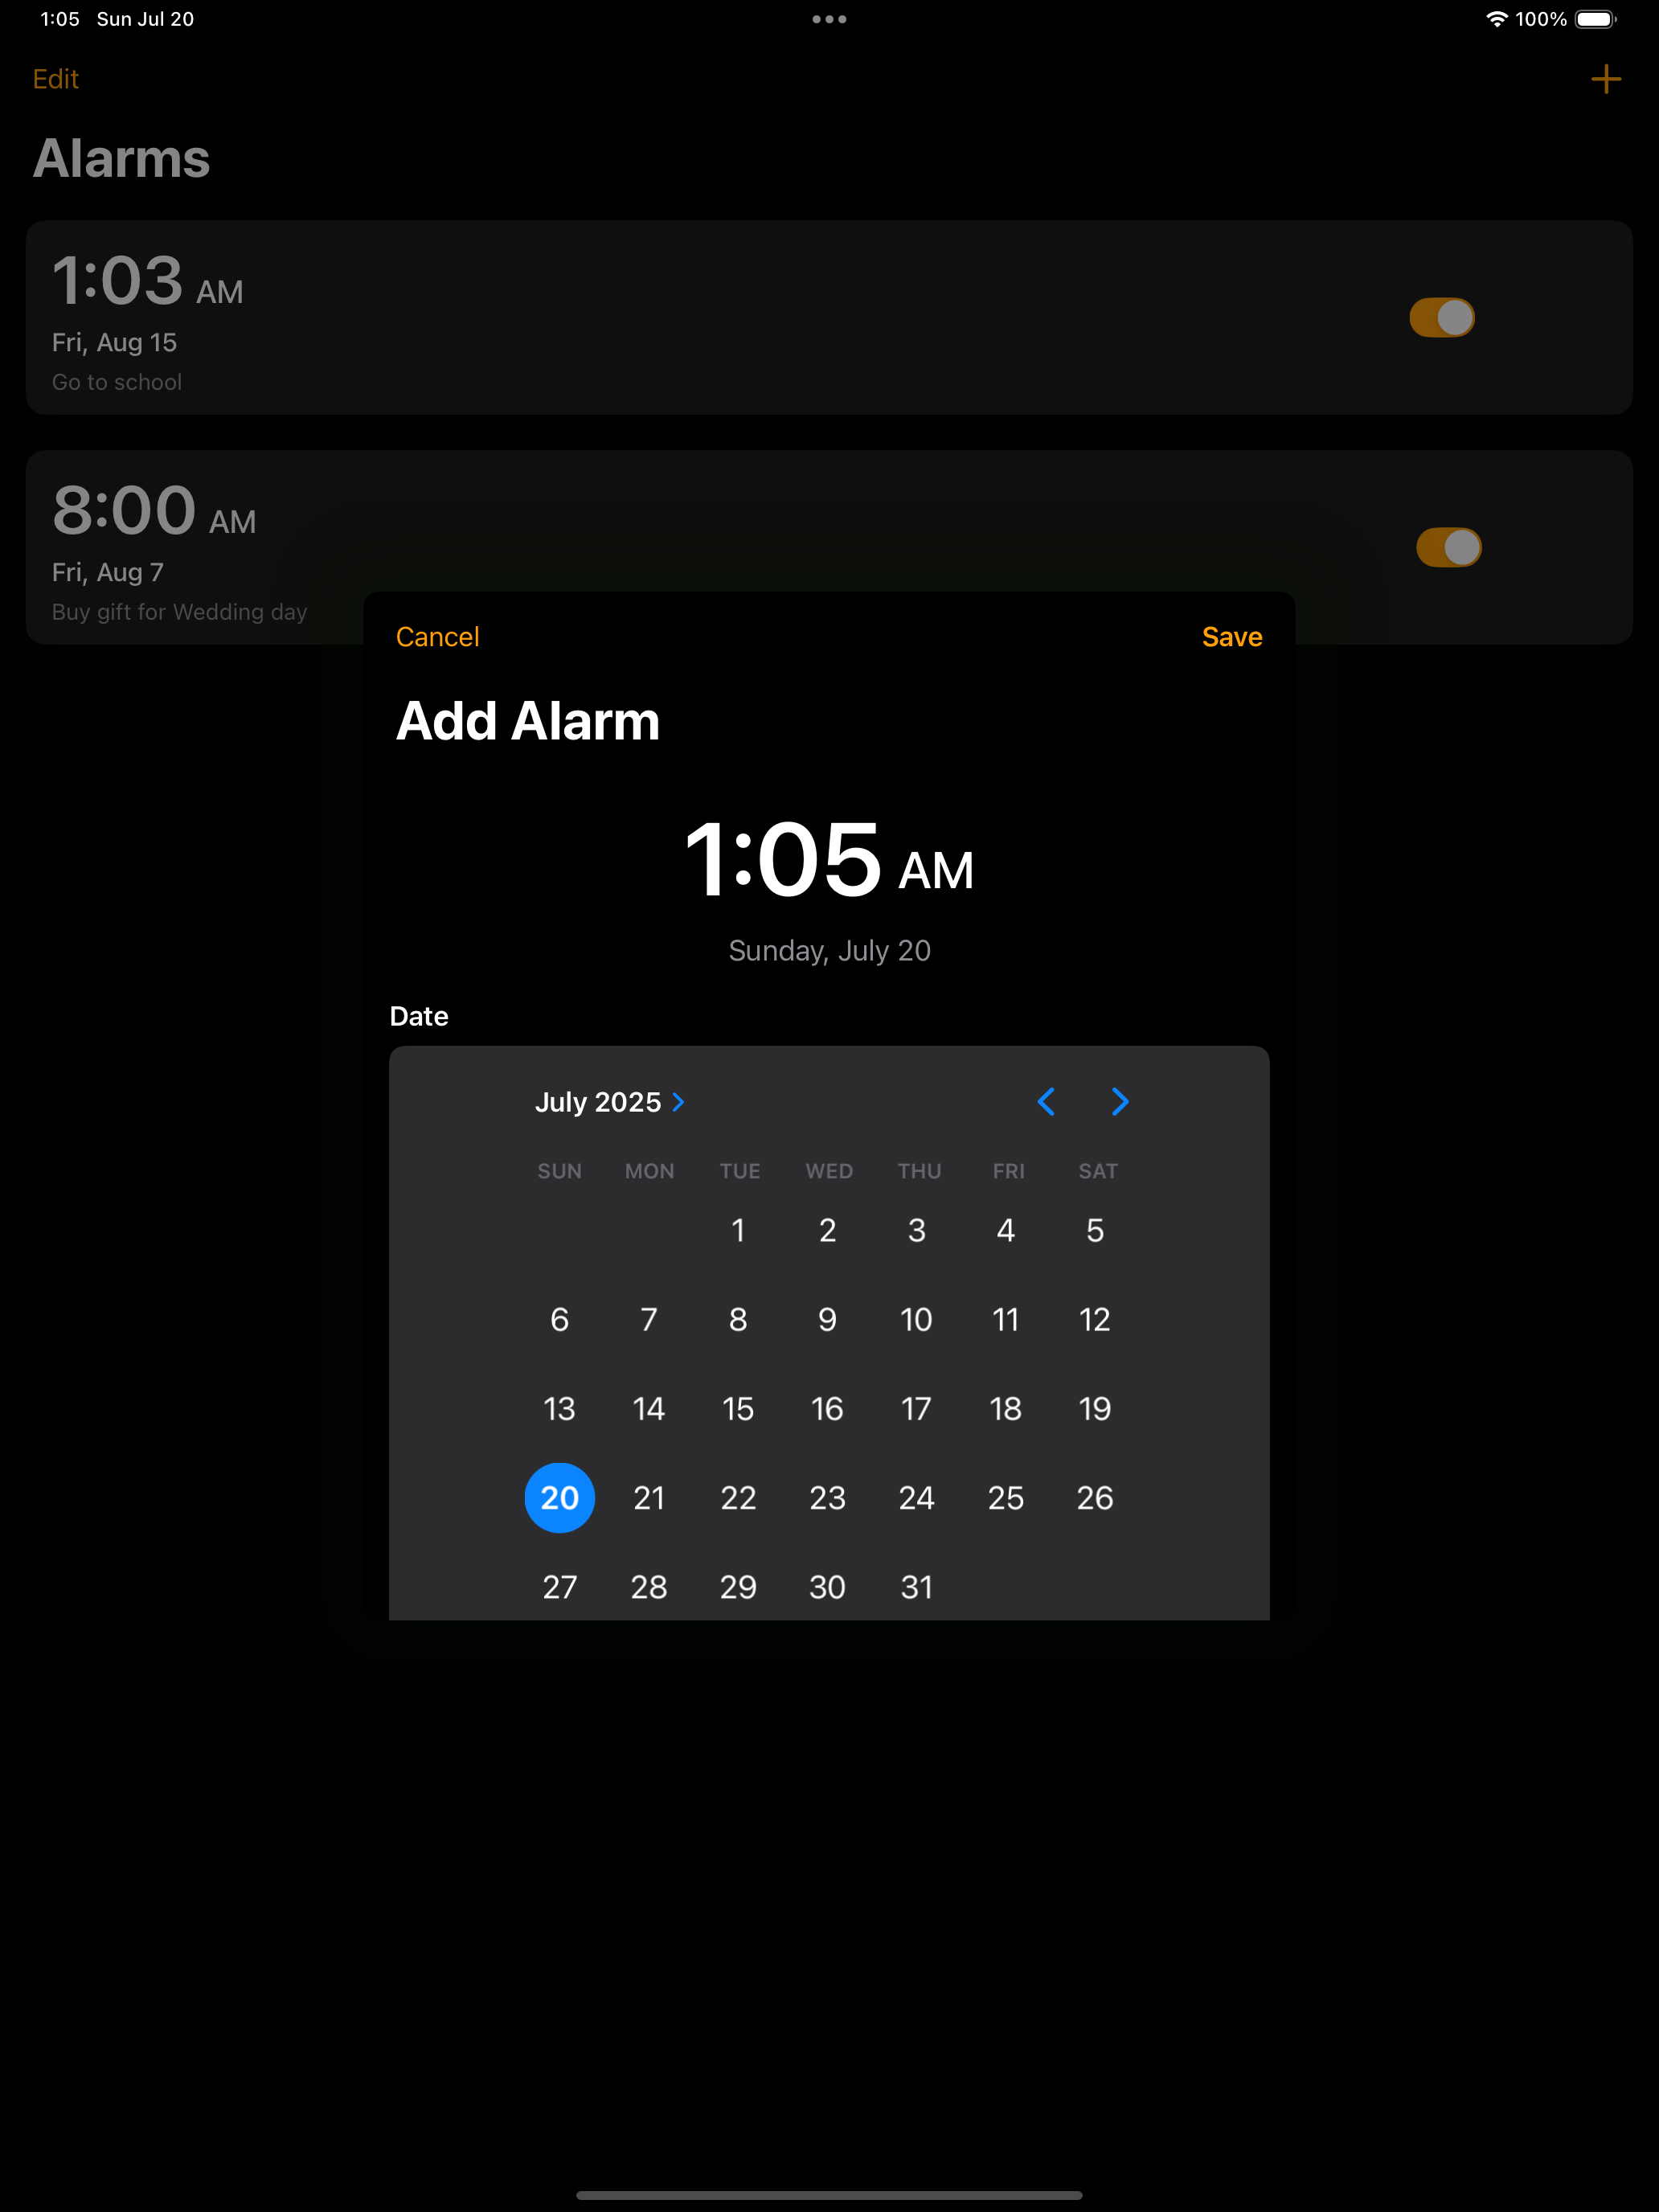 1:05 Sun Jul 20 100%
Edit
Alarms
1:03 AM
Fri, Aug 15
Go to school
8:00 AM
Fri, Aug 7
Buy gift for Wedding day
Cancel Save
Add Alarm
1:05 AM
Sunday, July 20
Date
July 2025
SUN MON TUE WED THU FRI SAT
1 2 3 4 5
6 7 8 9 10 11 12
13 14 15 16 17 18 19
20 21 22 23 24 25 26
27 28 29 30 31